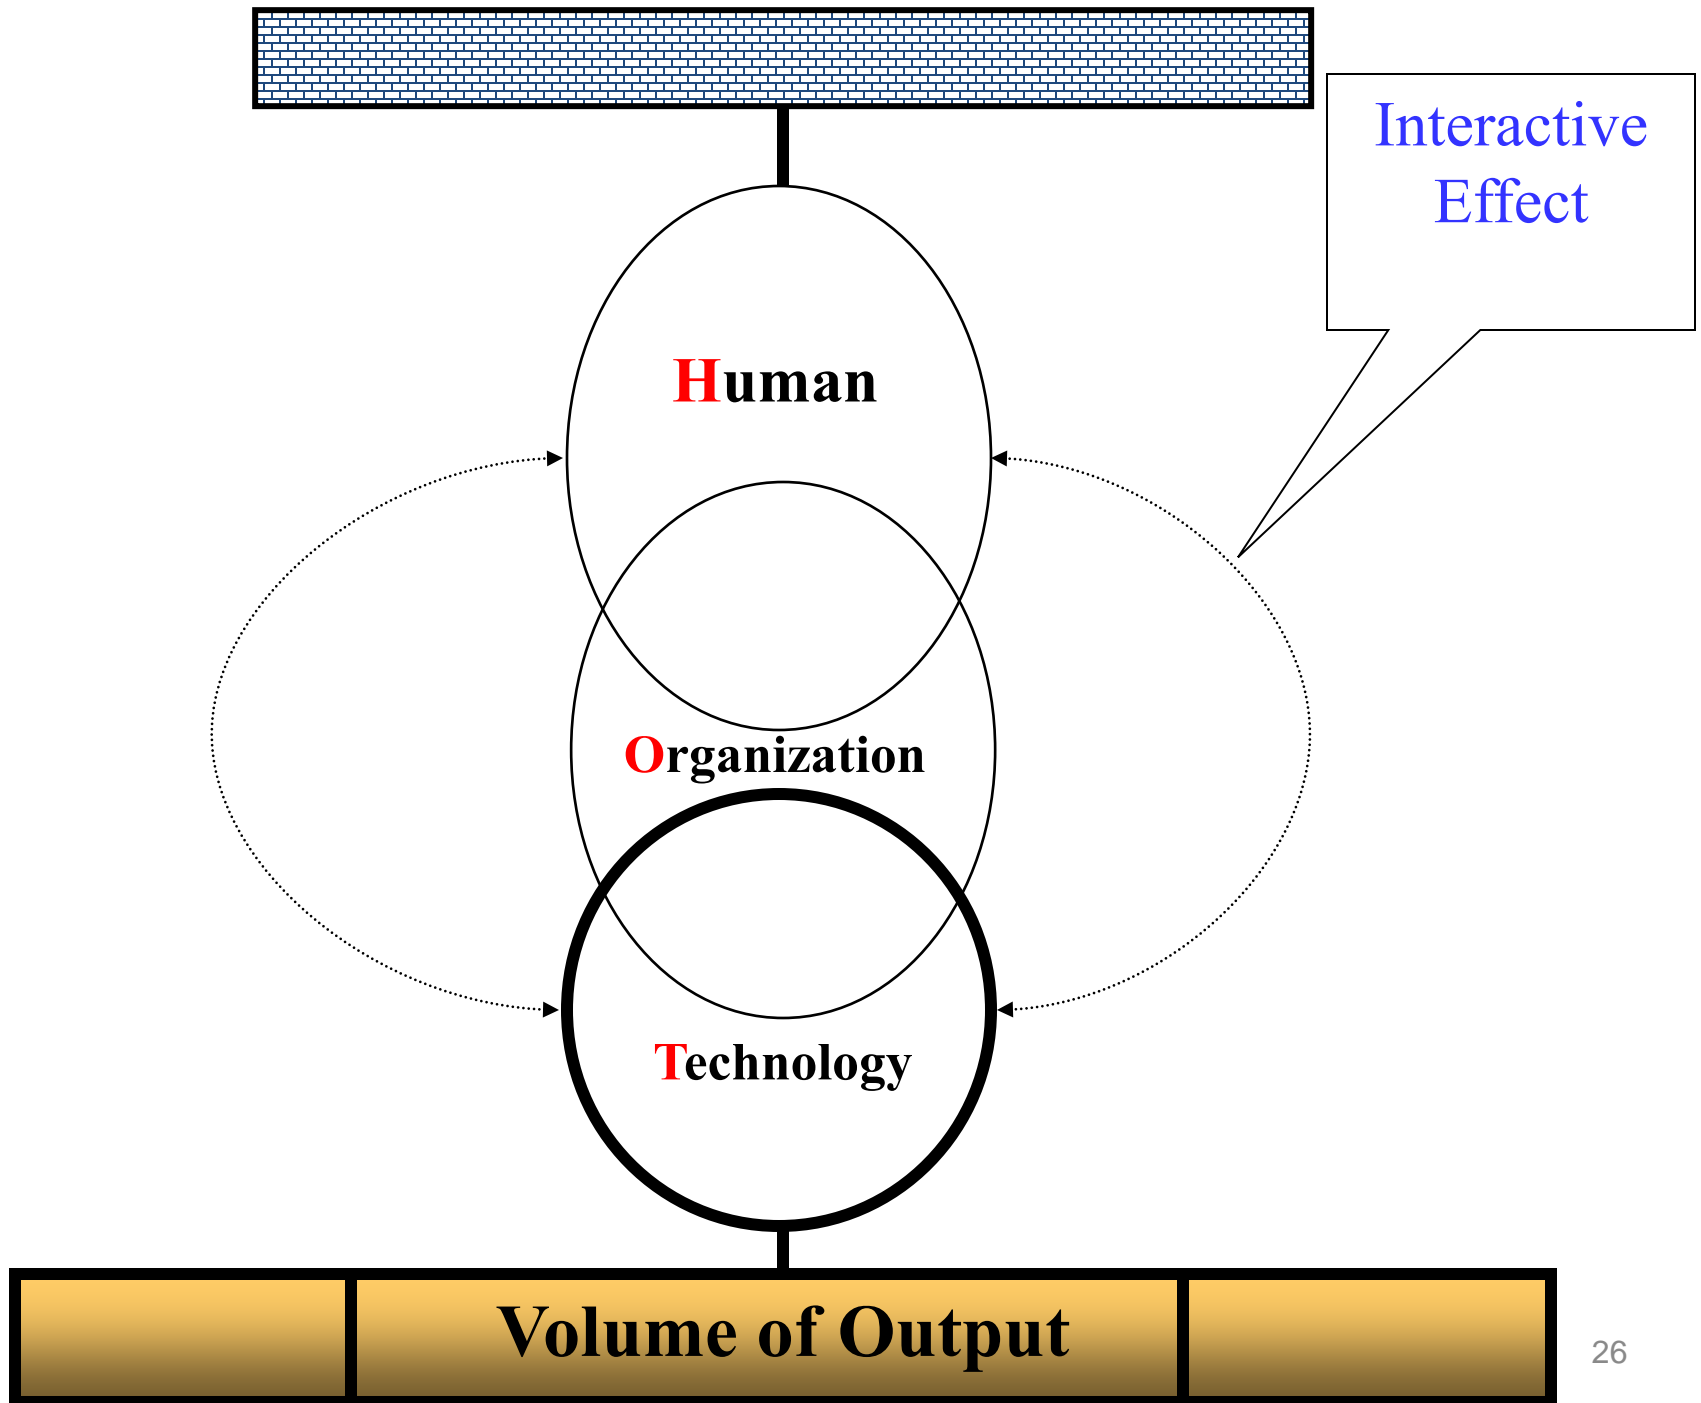 Interactive
Effect
Human
Organization
Technology
Volume of Output
26